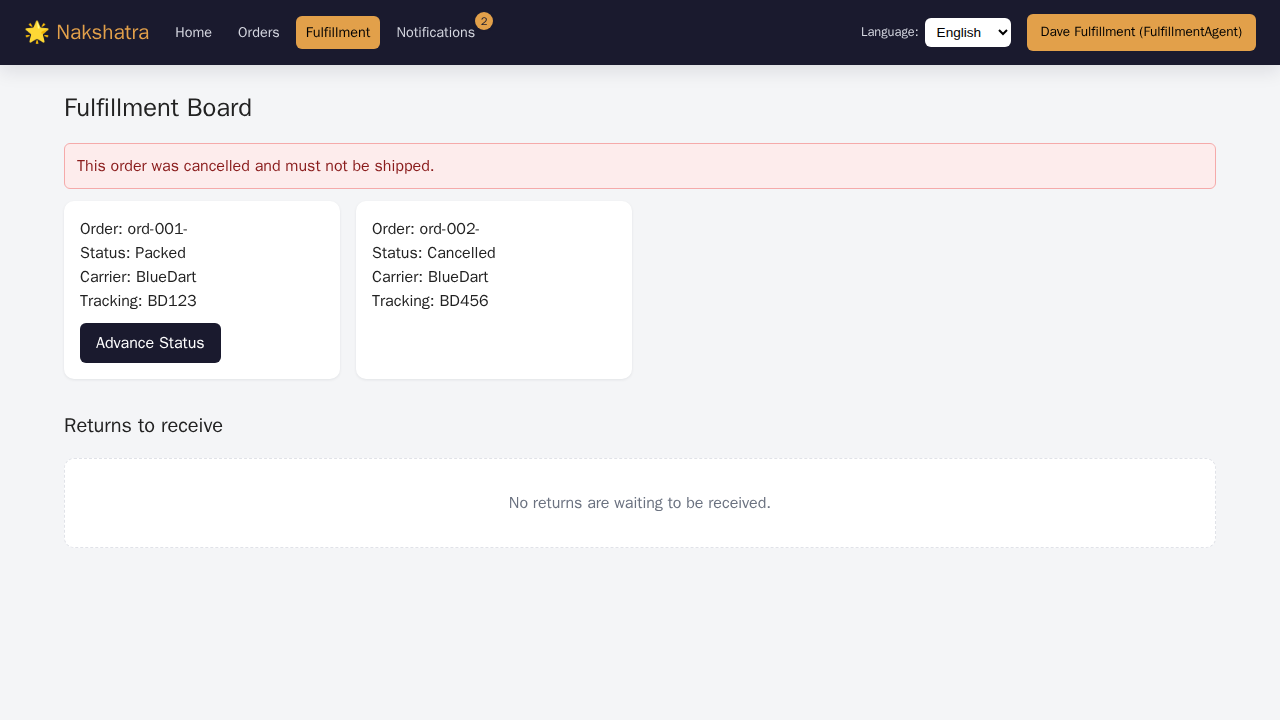 🌟 Nakshatra
Home
Orders
Fulfillment
Notifications
2
Language:
English
Dave Fulfillment (FulfillmentAgent)
Fulfillment Board
This order was cancelled and must not be shipped.
Order: ord-001-
Status: Packed
Carrier: BlueDart
Tracking: BD123
Advance Status
Order: ord-002-
Status: Cancelled
Carrier: BlueDart
Tracking: BD456
Returns to receive
No returns are waiting to be received.